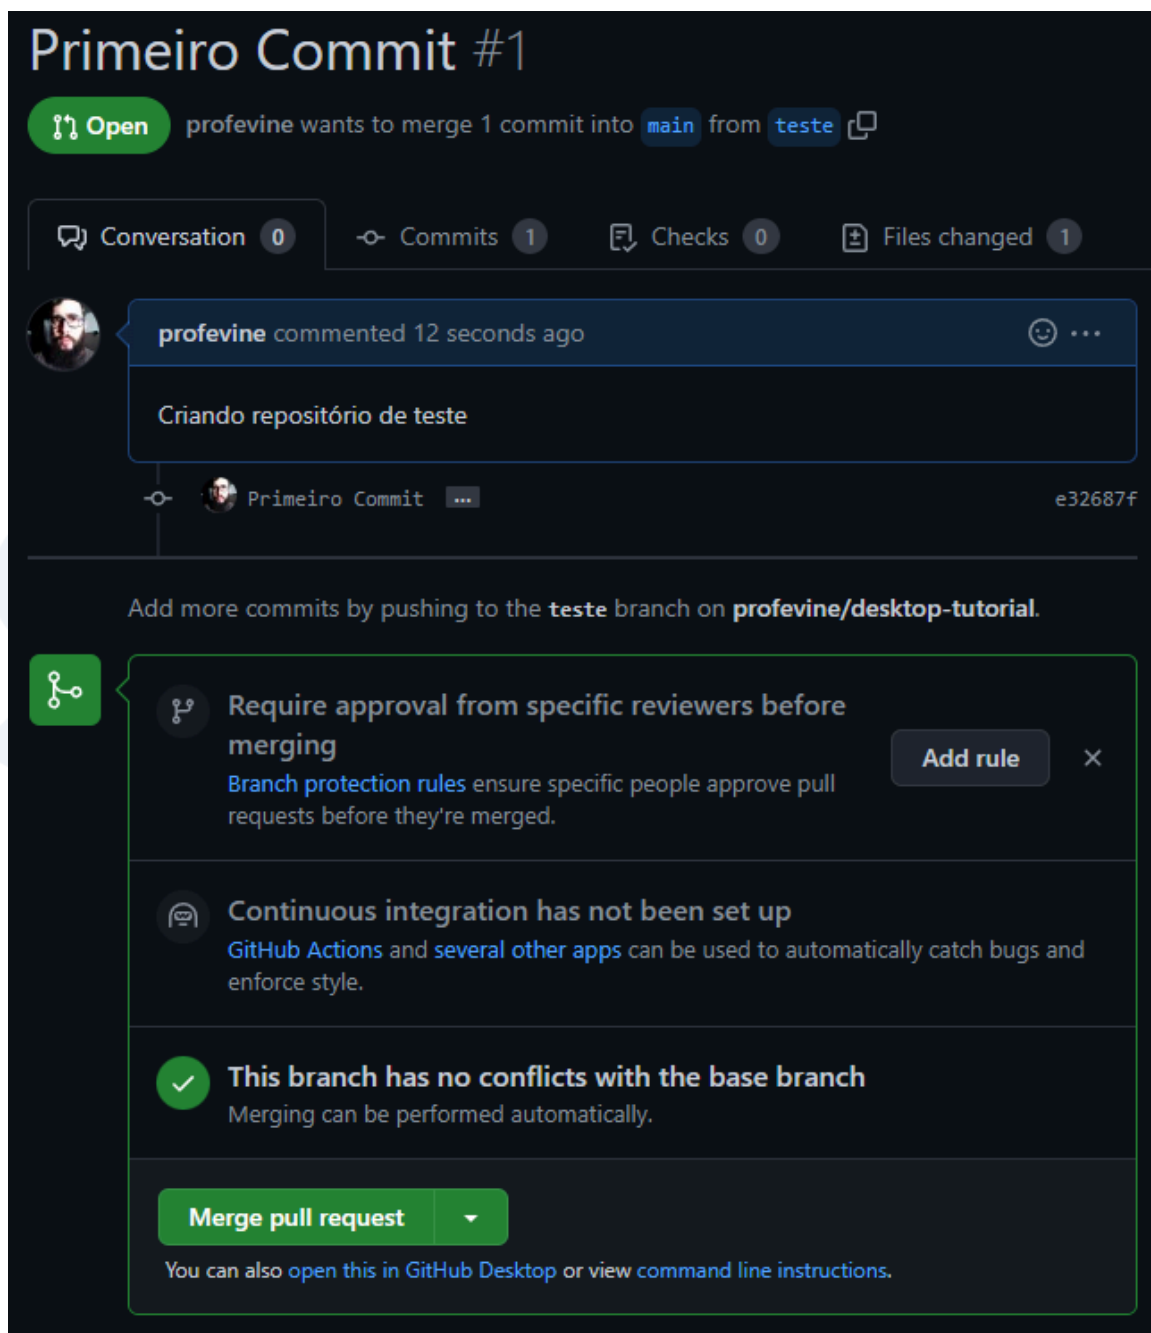 Primeiro Commit #1
Open profevine wants to merge 1 commit into main from teste
Conversation 0 Commits 1 Checks 0 Files changed 1
profevine commented 12 seconds ago
Criando repositório de teste
Primeiro Commit ... e32687f
Add more commits by pushing to the teste branch on profevine/desktop-tutorial.
Require approval from specific reviewers before
merging
Add rule
Branch protection rules ensure specific people approve pull
requests before they're merged.
Continuous integration has not been set up
GitHub Actions and several other apps can be used to automatically catch bugs and
enforce style.
This branch has no conflicts with the base branch
Merging can be performed automatically.
Merge pull request
You can also open this in GitHub Desktop or view command line instructions.